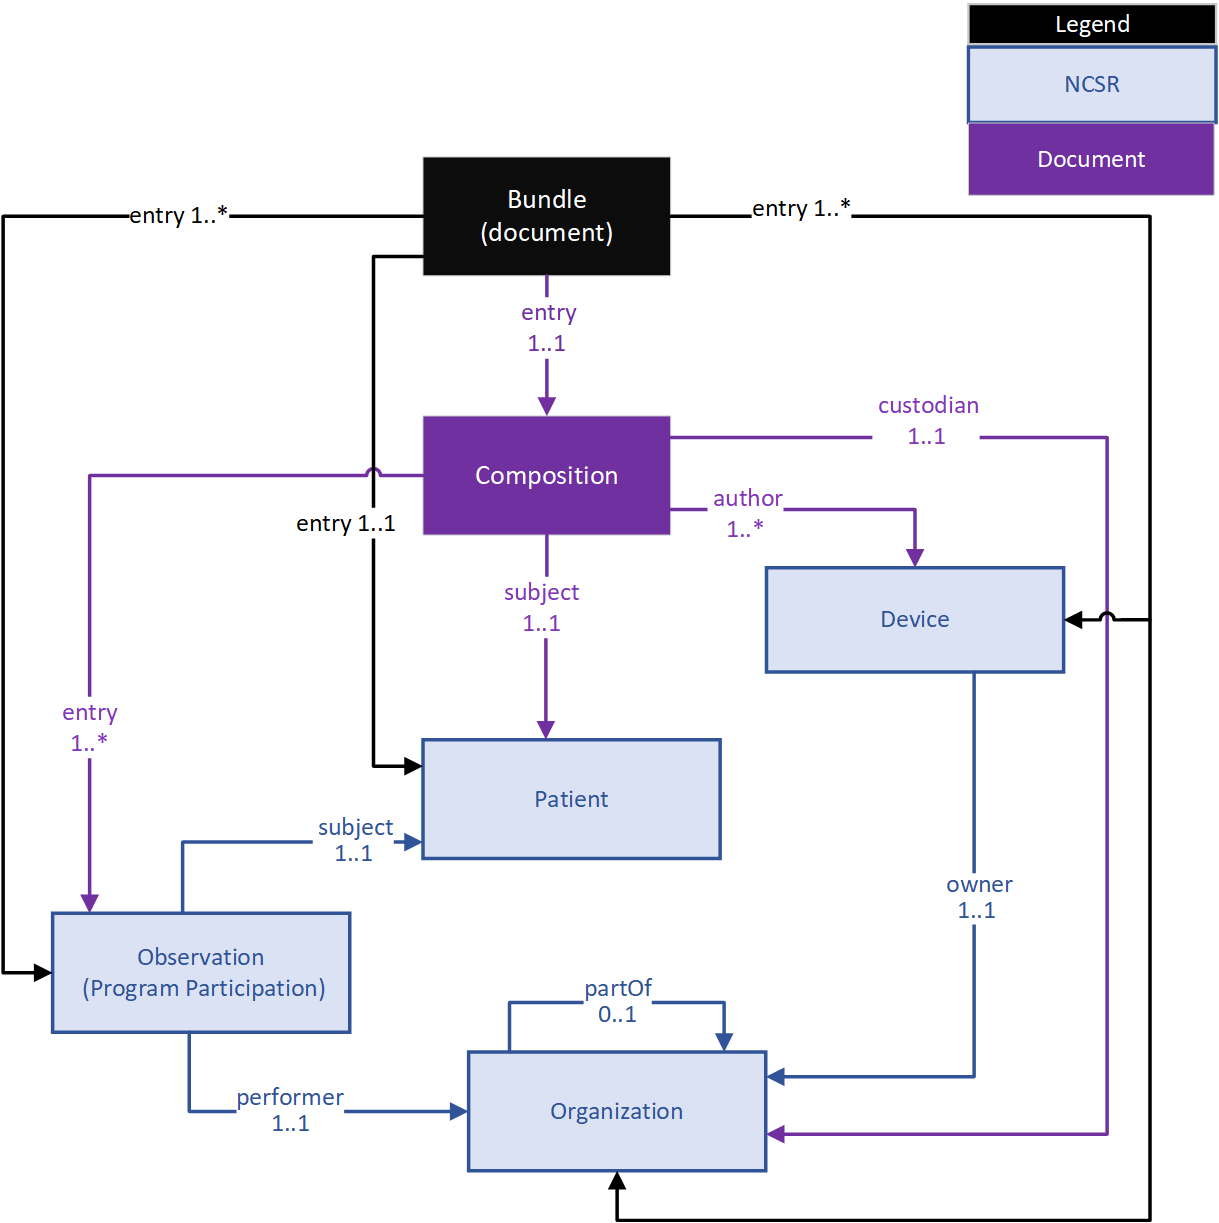 Legend
NCSR
Document
Bundle
(document)
entry 1..*
entry 1..*
entry
1..1
custodian
1..1
Composition
author
1..*
entry 1..1
subject
1..1
Device
entry
1..*
Patient
subject
1..1
owner
1..1
Observation
(Program Participation)
partOf
0..1
performer
1..1
Organization